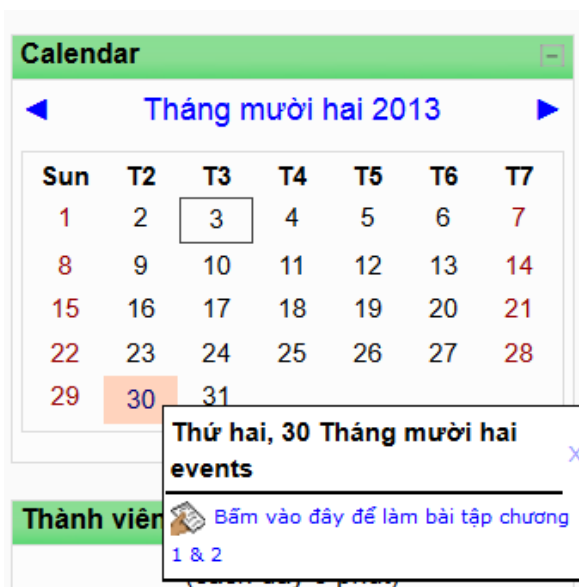 Calendar
Tháng mười hai 2013
Sun T2 T3 T4 T5 T6 T7
1 2 3 4 5 6 7
8 9 10 11 12 13 14
15 16 17 18 19 20 21
22 23 24 25 26 27 28
29 30 31
Thứ hai, 30 Tháng mười hai
events
X
Bấm vào đây để làm bài tập chương
1 & 2
Thành viên